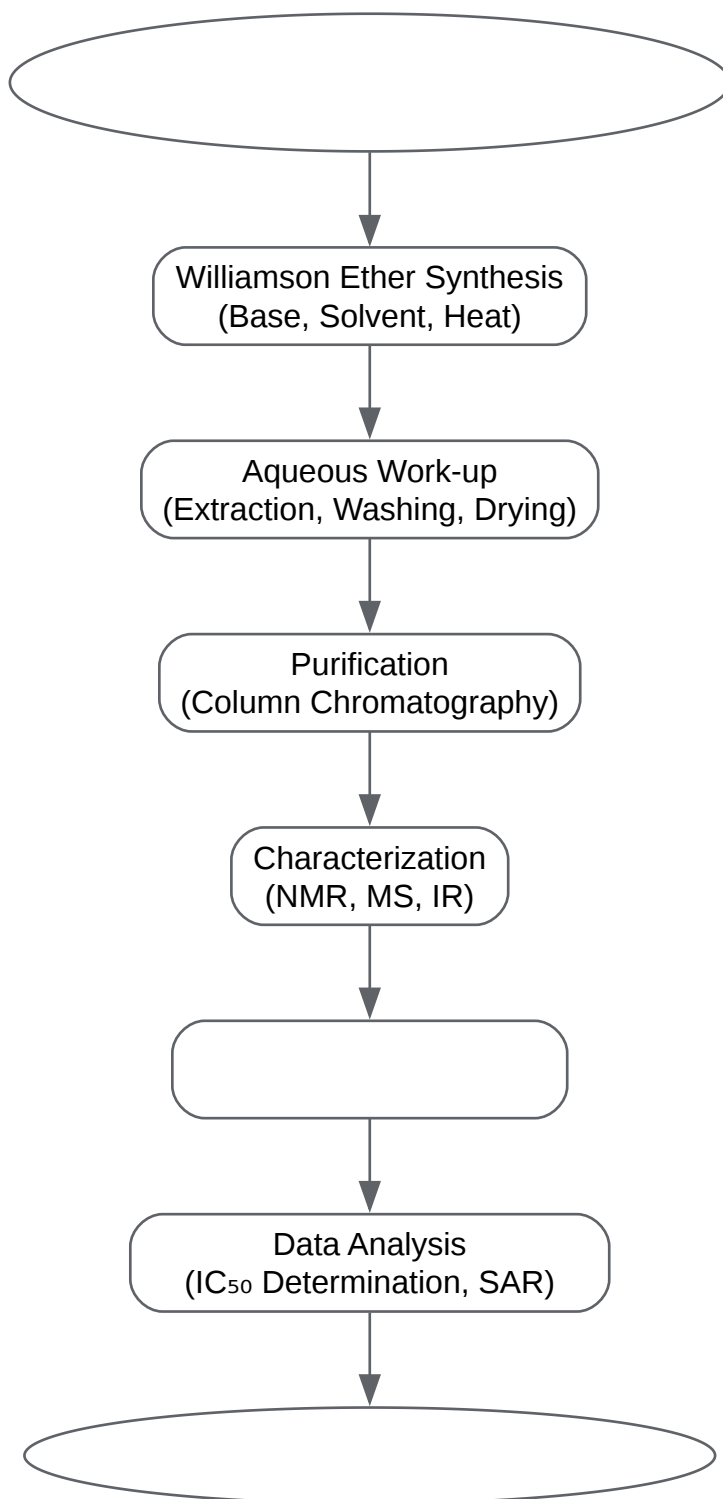 Williamson Ether Synthesis
(Base, Solvent, Heat)
Aqueous Work-up
(Extraction, Washing, Drying)
Purification
(Column Chromatography)
Characterization
(NMR, MS, IR)
Data Analysis
(IC₅₀ Determination, SAR)